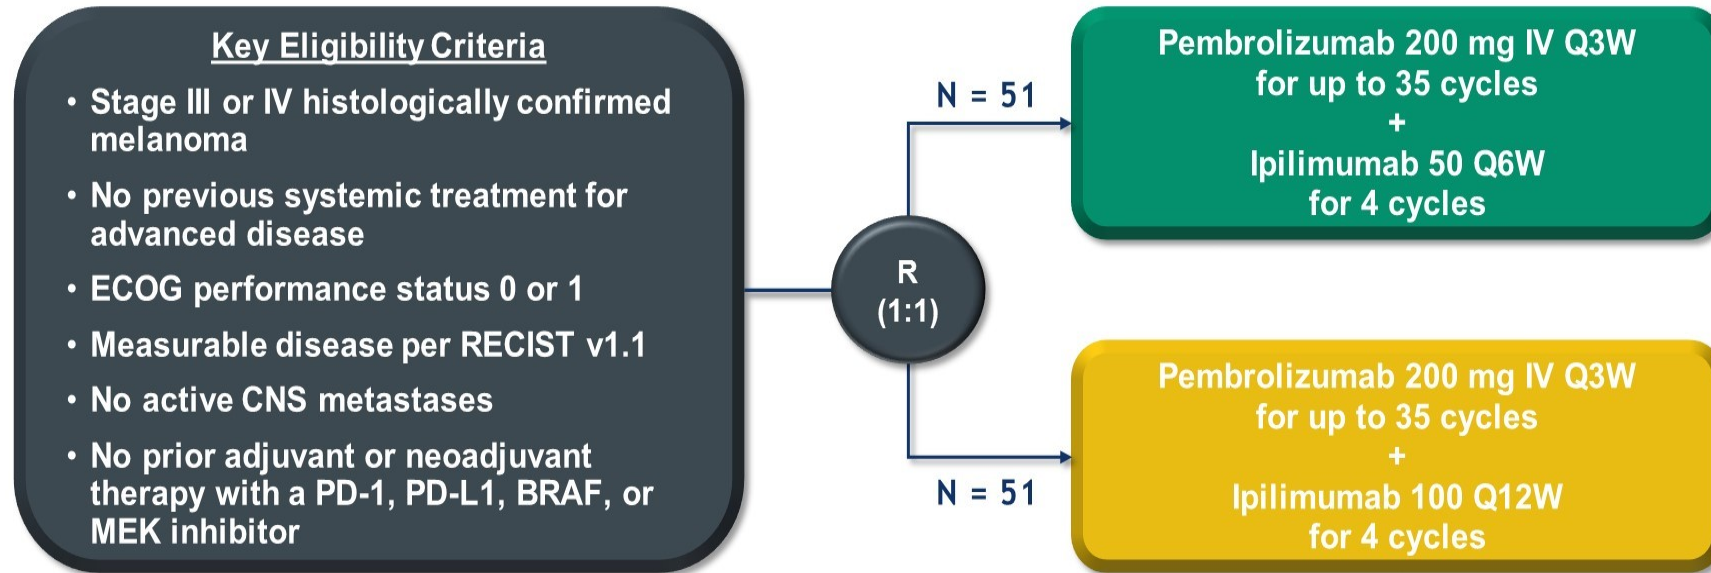 Key Eligibility Criteria
• Stage III or IV histologically confirmed
melanoma
• No previous systemic treatment for
advanced disease
• ECOG performance status 0 or 1
• Measurable disease per RECIST v1.1
• No active CNS metastases
• No prior adjuvant or neoadjuvant
therapy with a PD-1, PD-L1, BRAF, or
MEK inhibitor
R
(1:1)
N = 51
Pembrolizumab 200 mg IV Q3W
for up to 35 cycles
+
Ipilimumab 50 Q6W
for 4 cycles
N = 51
Pembrolizumab 200 mg IV Q3W
for up to 35 cycles
+
Ipilimumab 100 Q12W
for 4 cycles